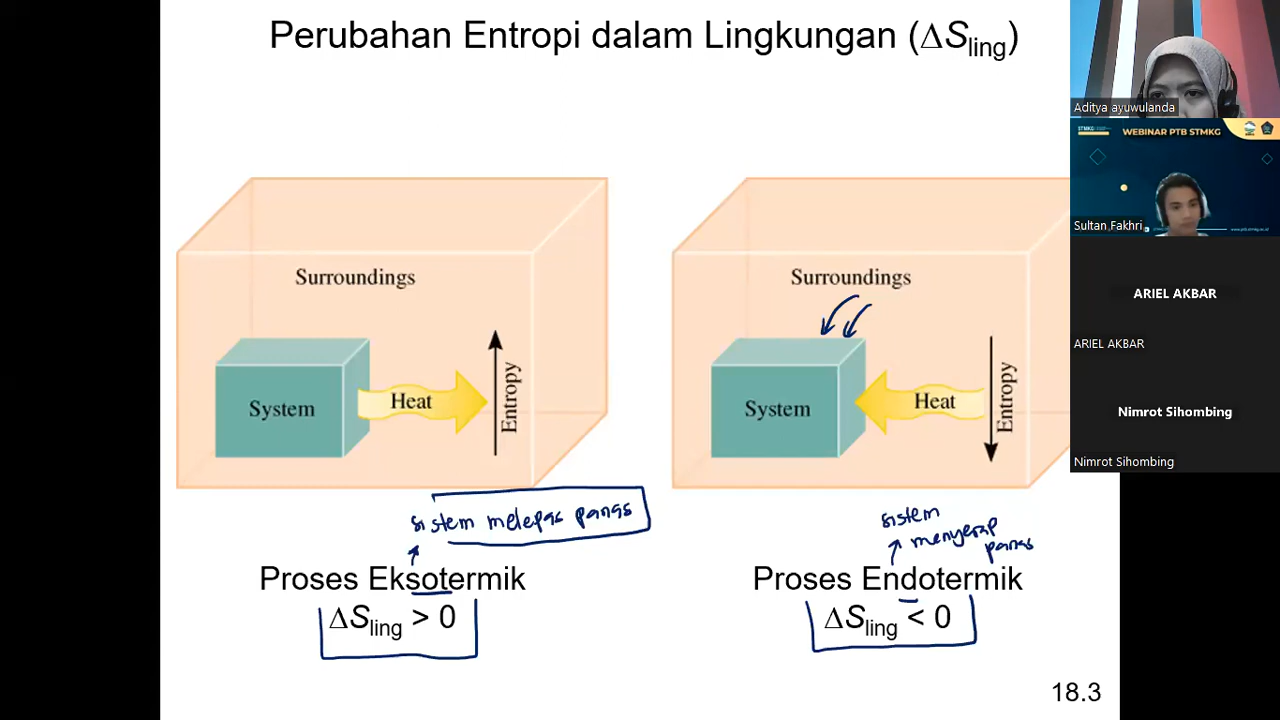 Perubahan Entropi dalam Lingkungan (ΔSling)
Surroundings
System
Heat
Entropy
Surroundings
System
Heat
Entropy
sistem melepas panas
sistem
menyerap
panas
Proses Eksotermik
ΔSling > 0
Proses Endotermik
ΔSling < 0
18.3
Aditya ayuwulanda
WEBINAR PTB STMKG
Sultan Fakhri
ARIEL AKBAR
ARIEL AKBAR
Nimrot Sihombing
Nimrot Sihombing